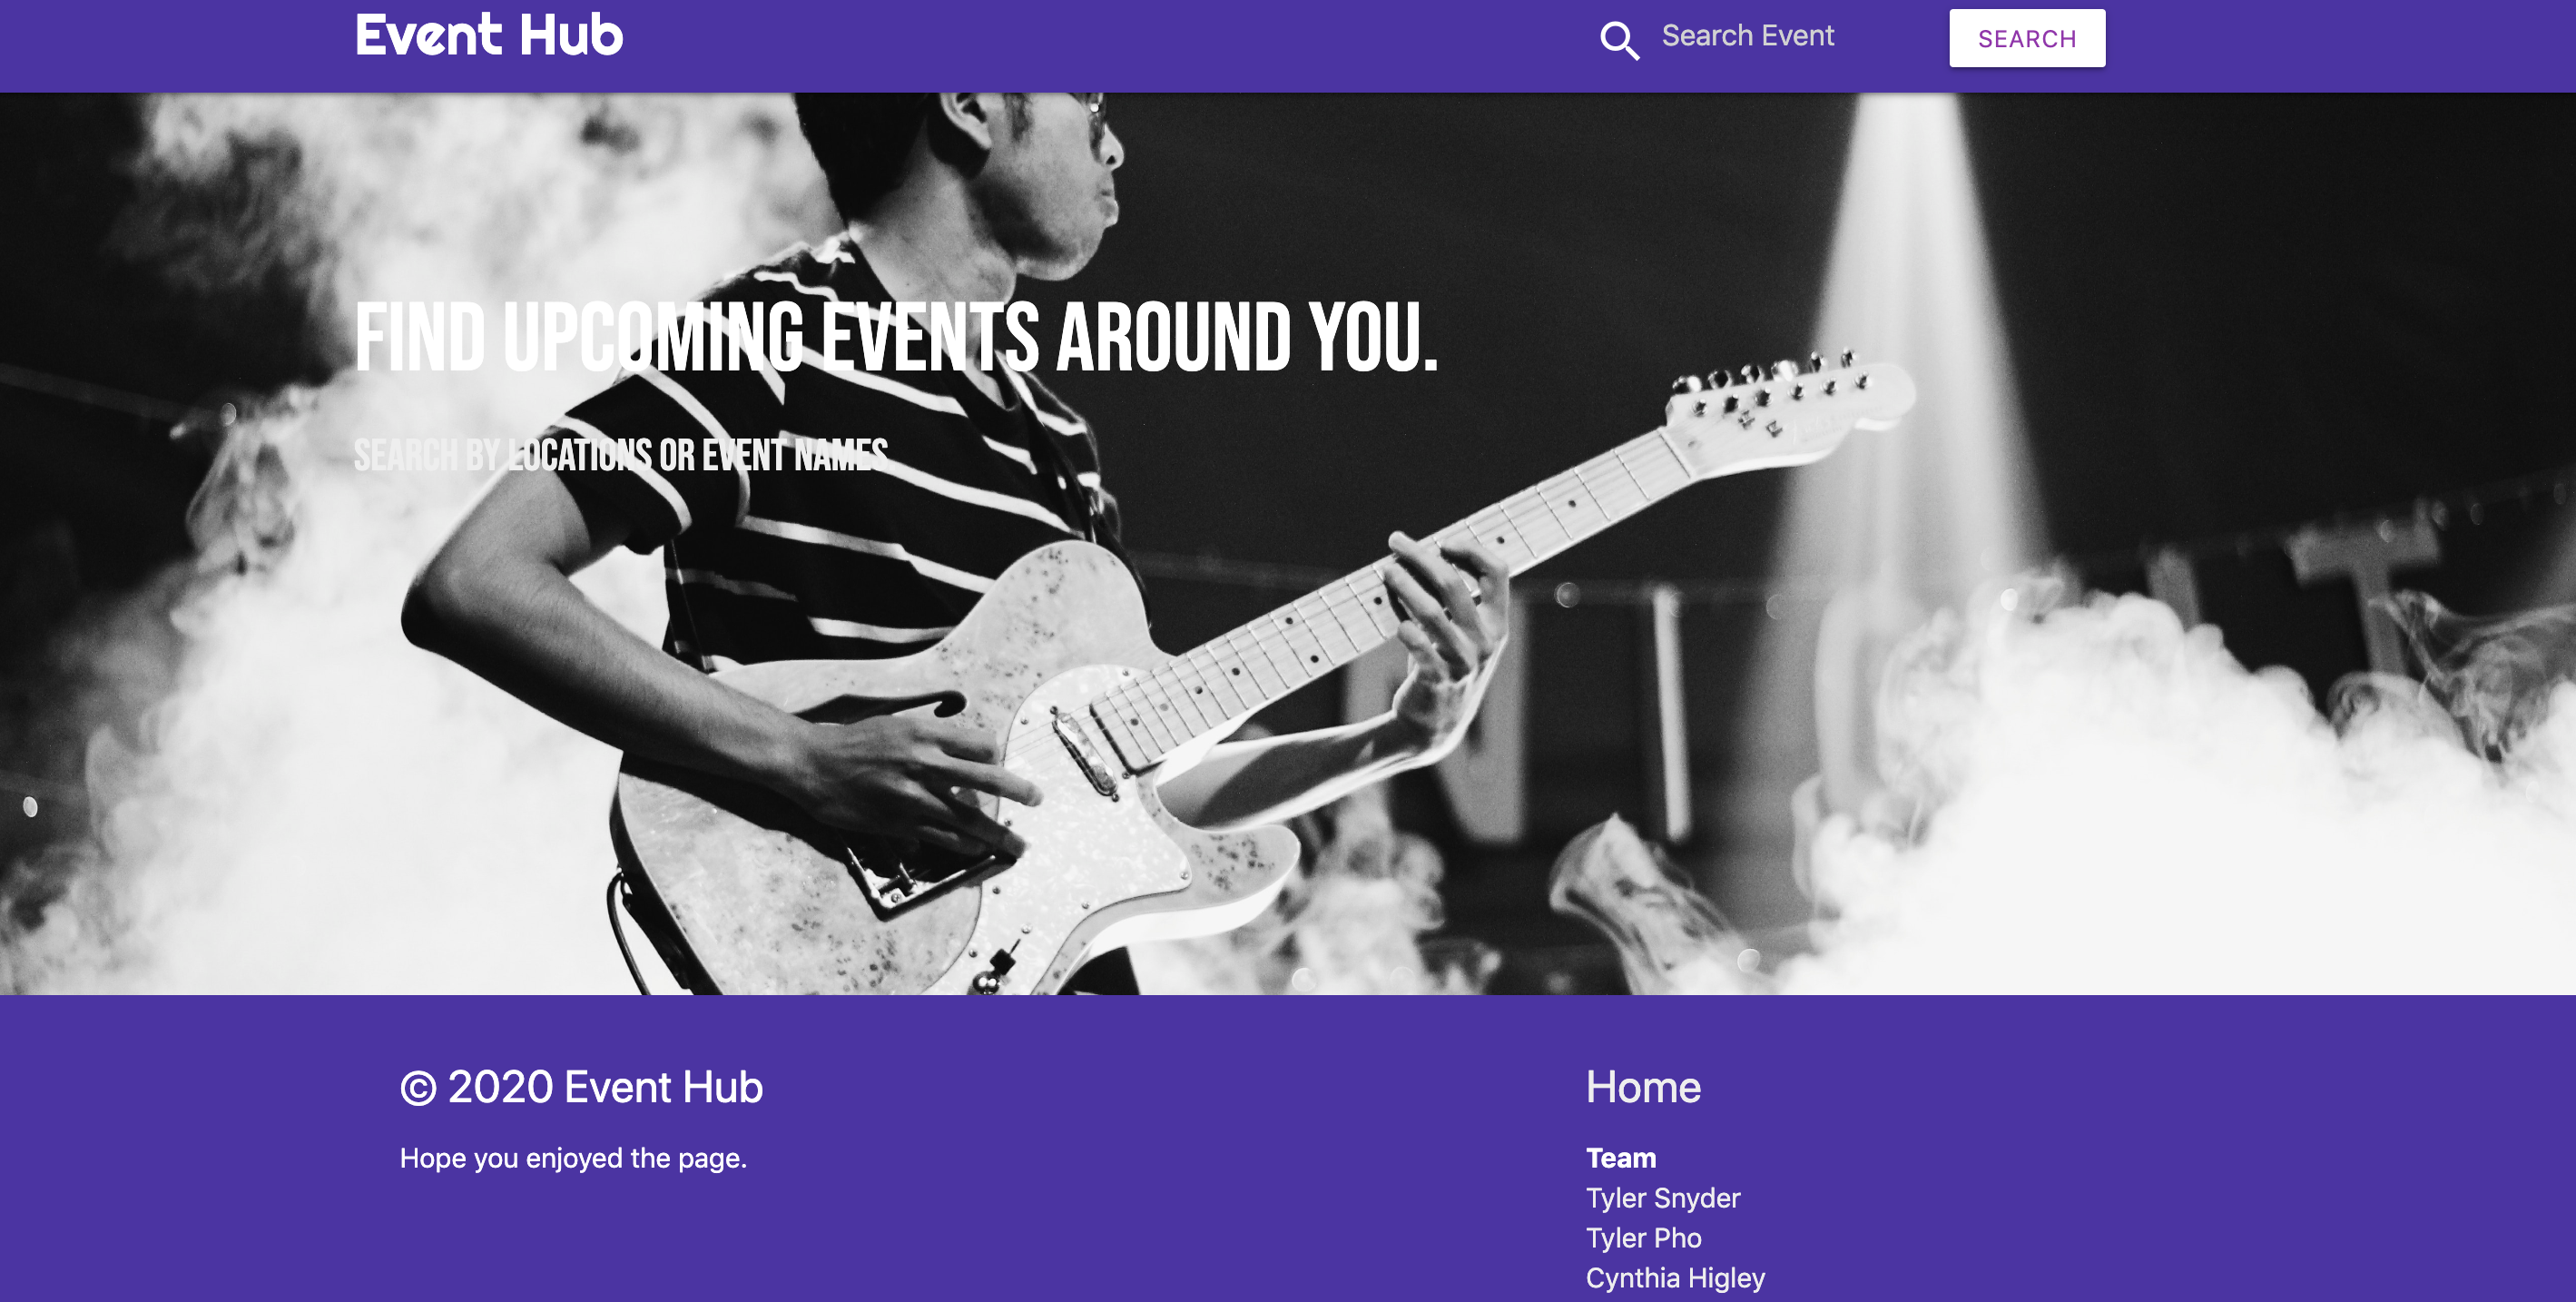 Event Hub
Search Event
SEARCH
FIND UPCOMING EVENTS AROUND YOU.
SEARCH BY LOCATIONS OR EVENT NAMES.
© 2020 Event Hub
Home
Hope you enjoyed the page.
Team
Tyler Snyder
Tyler Pho
Cynthia Higley